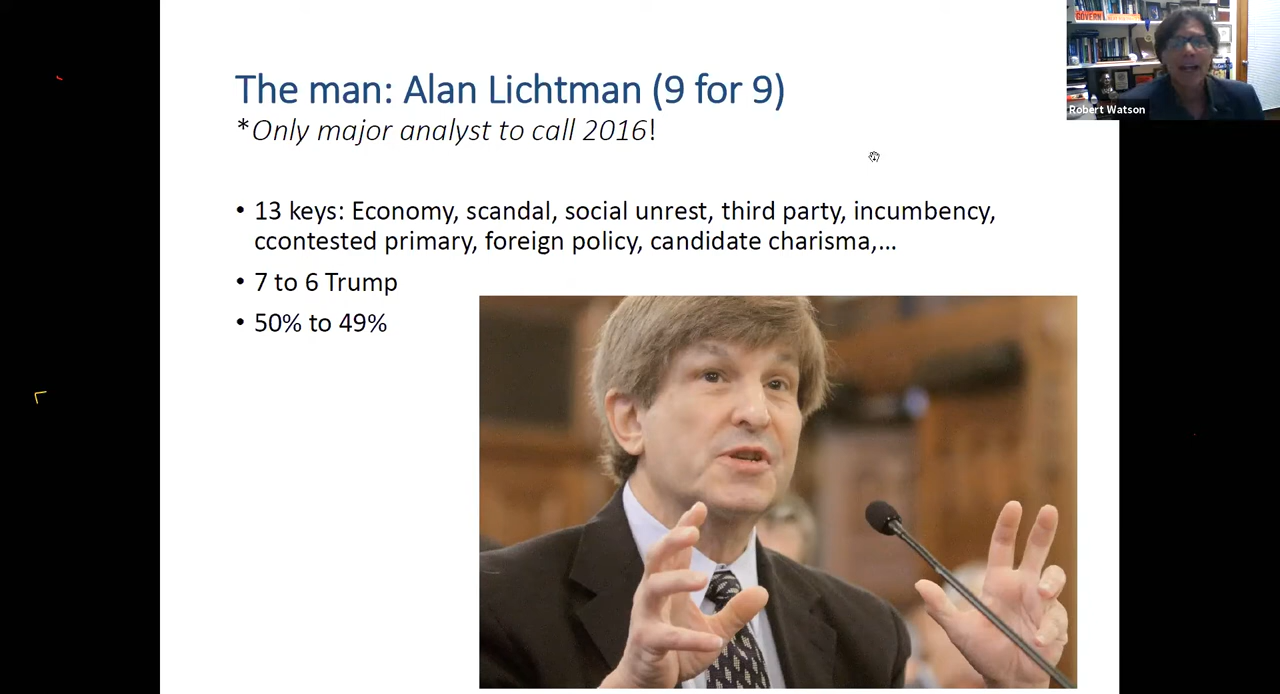 The man: Alan Lichtman (9 for 9)
*Only major analyst to call 2016!
• 13 keys: Economy, scandal, social unrest, third party, incumbency,
ccontested primary, foreign policy, candidate charisma,...
• 7 to 6 Trump
• 50% to 49%
GOVERN
Robert Watson